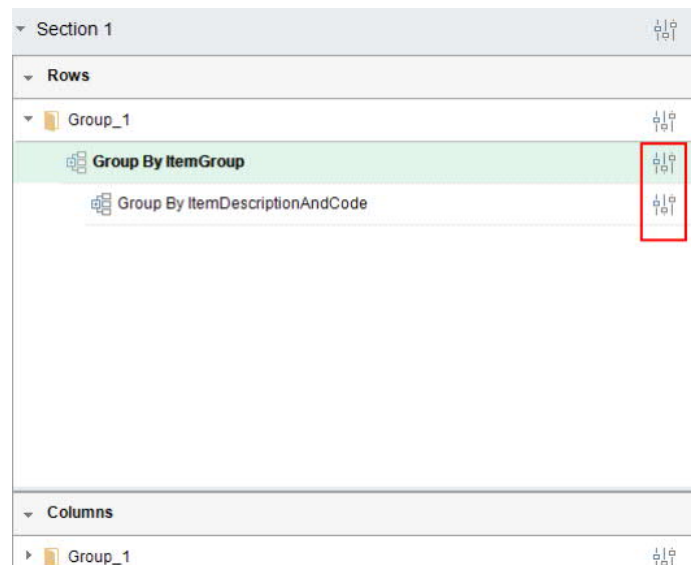 Section 1
Rows
Group_1
Group By ItemGroup
Group By ItemDescriptionAndCode
Columns
Group_1